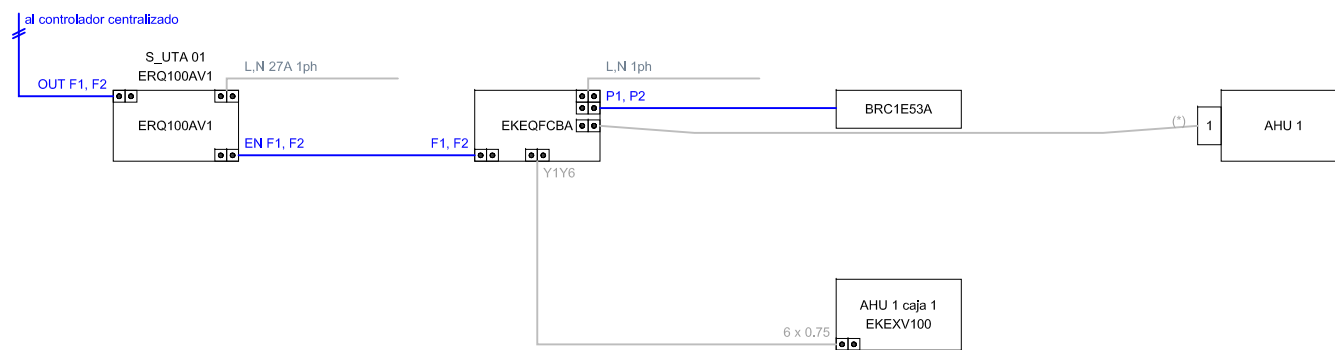 al controlador centralizado
S_UTA 01
ERQ100AV1
L,N 27A 1ph
L,N 1ph
OUT F1, F2
P1, P2
BRC1E53A
ERQ100AV1
EKEQFCBA
(*)
1
AHU 1
EN F1, F2
F1, F2
Y1Y6
AHU 1 caja 1
EKEXV100
6 x 0.75